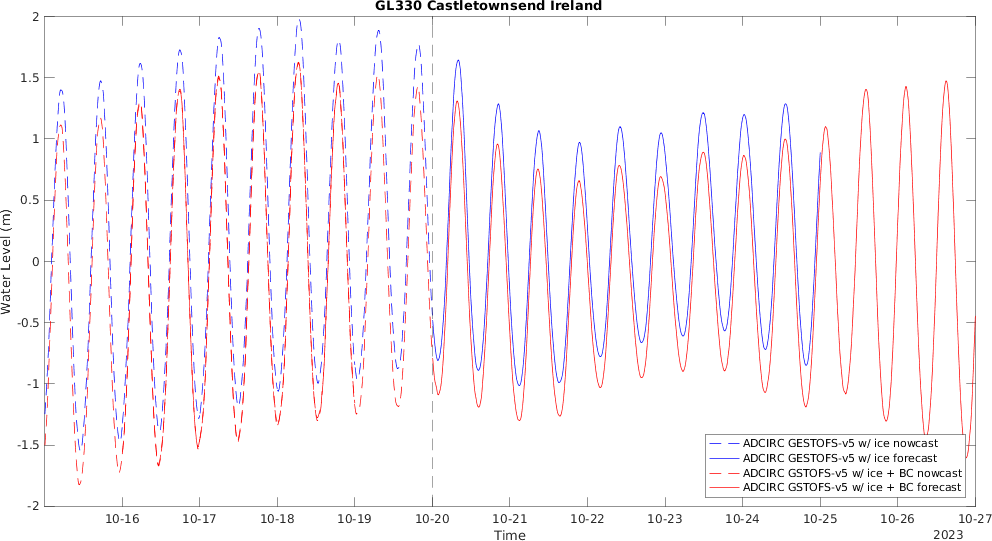 GL330 Castletownsend Ireland
2
1.5
1
0.5
0
-0.5
-1
-1.5
-2
Water Level (m)
10-16 10-17 10-18 10-19 10-20 10-21 10-22 10-23 10-24 10-25 10-26 10-27
Time
2023
ADCIRC GESTOFS-v5 w/ ice nowcast
ADCIRC GESTOFS-v5 w/ ice forecast
ADCIRC GSTOFS-v5 w/ ice + BC nowcast
ADCIRC GSTOFS-v5 w/ ice + BC forecast